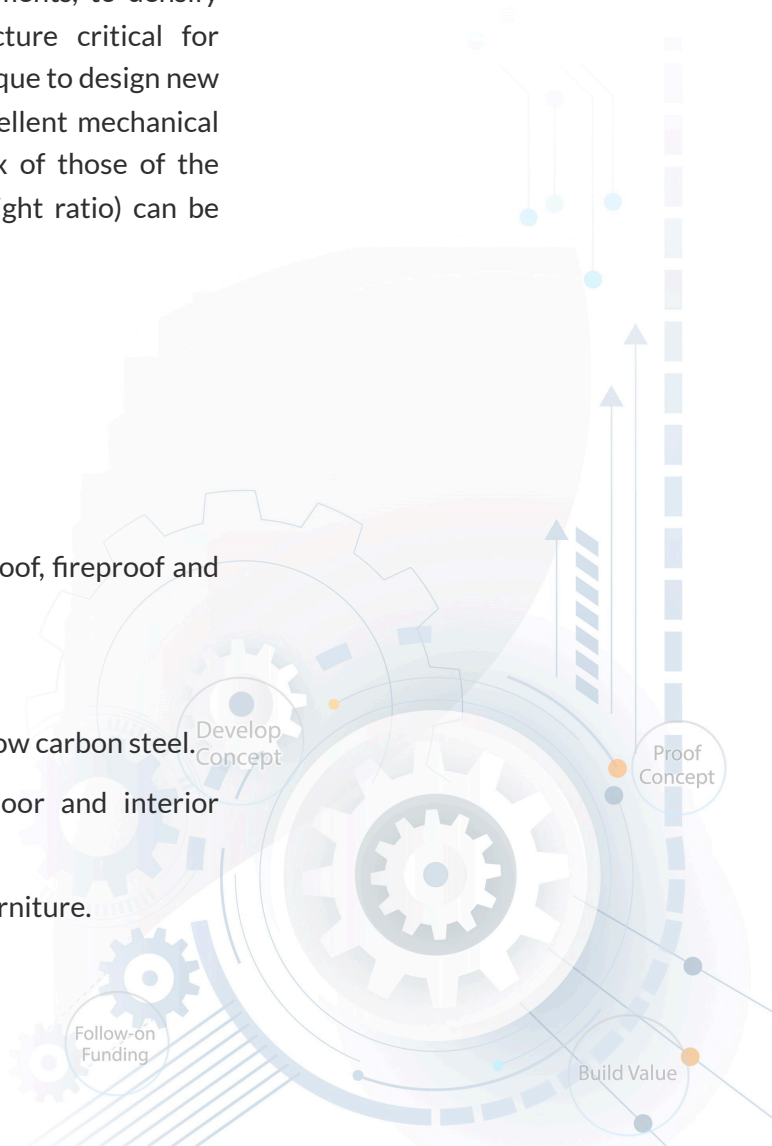 to densify
cture critical for
que to design new
ellent mechanical
x of those of the
ght ratio) can be
oof, fireproof and
ow carbon steel.
oor and interior
rniture.
Develop
Concept
Proof
Concept
Follow-on
Funding
Build Value